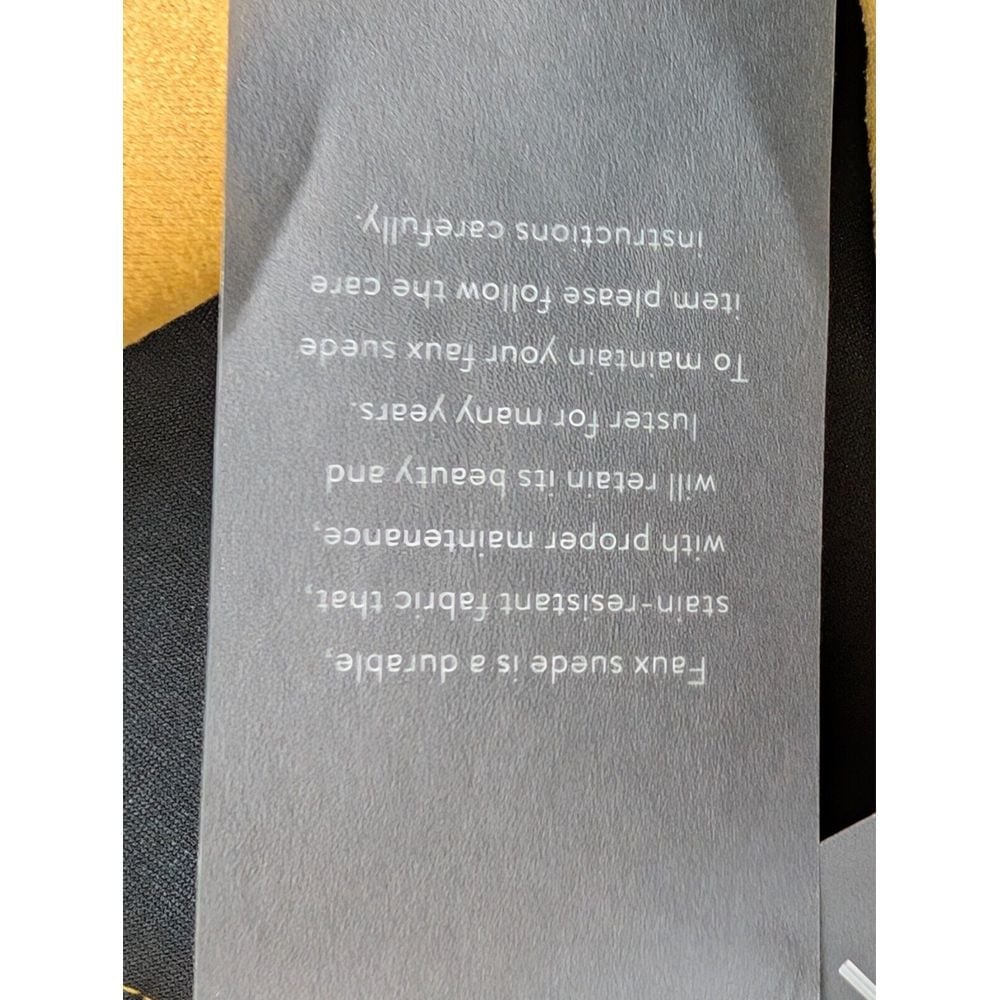 Faux suede is a durable,
stain-resistant fabric that,
with proper maintenance,
will retain its beauty and
luster for many years.
To maintain your faux suede
item please follow the care
instructions carefully.